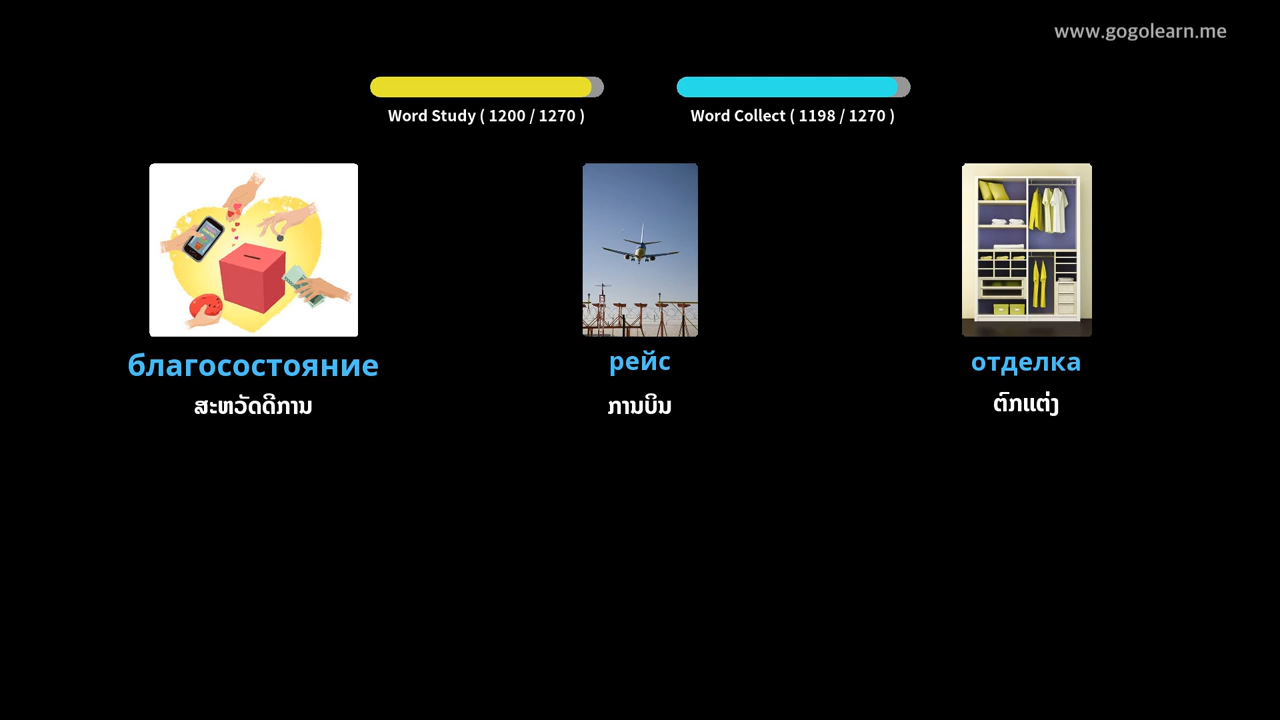 www.gogolearn.me
Word Study ( 1200 / 1270 )
Word Collect ( 1198 / 1270 )
благосостояние
ສະຫວັດດີການ
рейс
ການບິນ
отделка
ຕົກແຕ່ງ